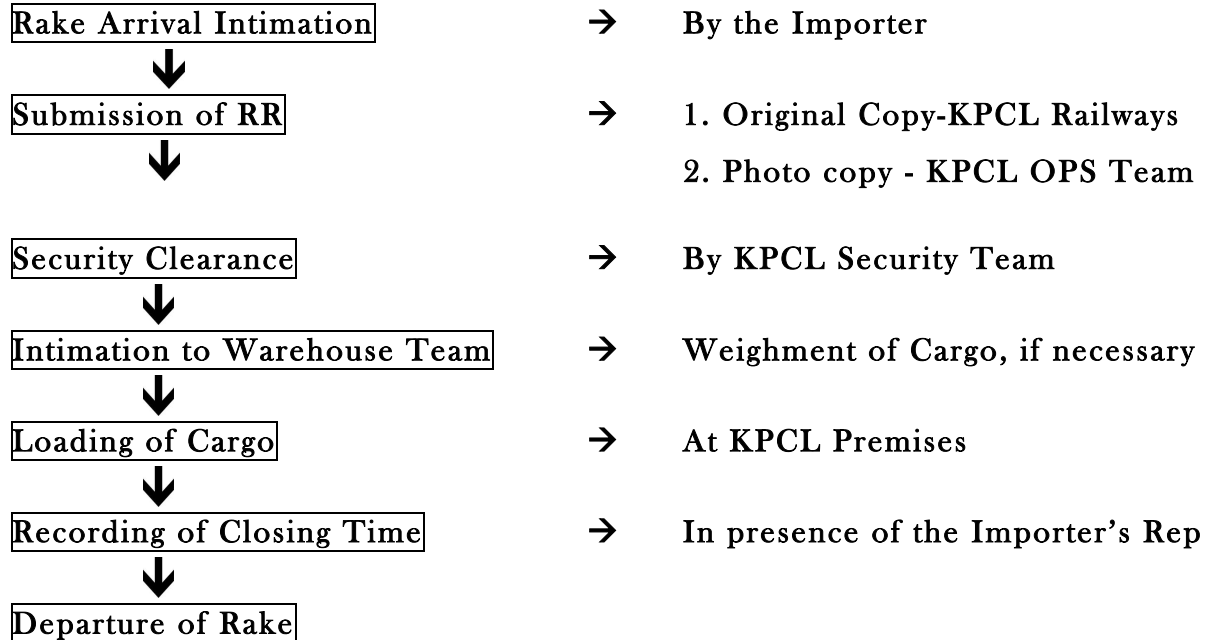 Rake Arrival Intimation → By the Importer
Submission of RR → 1. Original Copy-KPCL Railways
2. Photo copy - KPCL OPS Team
Security Clearance → By KPCL Security Team
Intimation to Warehouse Team → Weighment of Cargo, if necessary
Loading of Cargo → At KPCL Premises
Recording of Closing Time → In presence of the Importer’s Rep
Departure of Rake